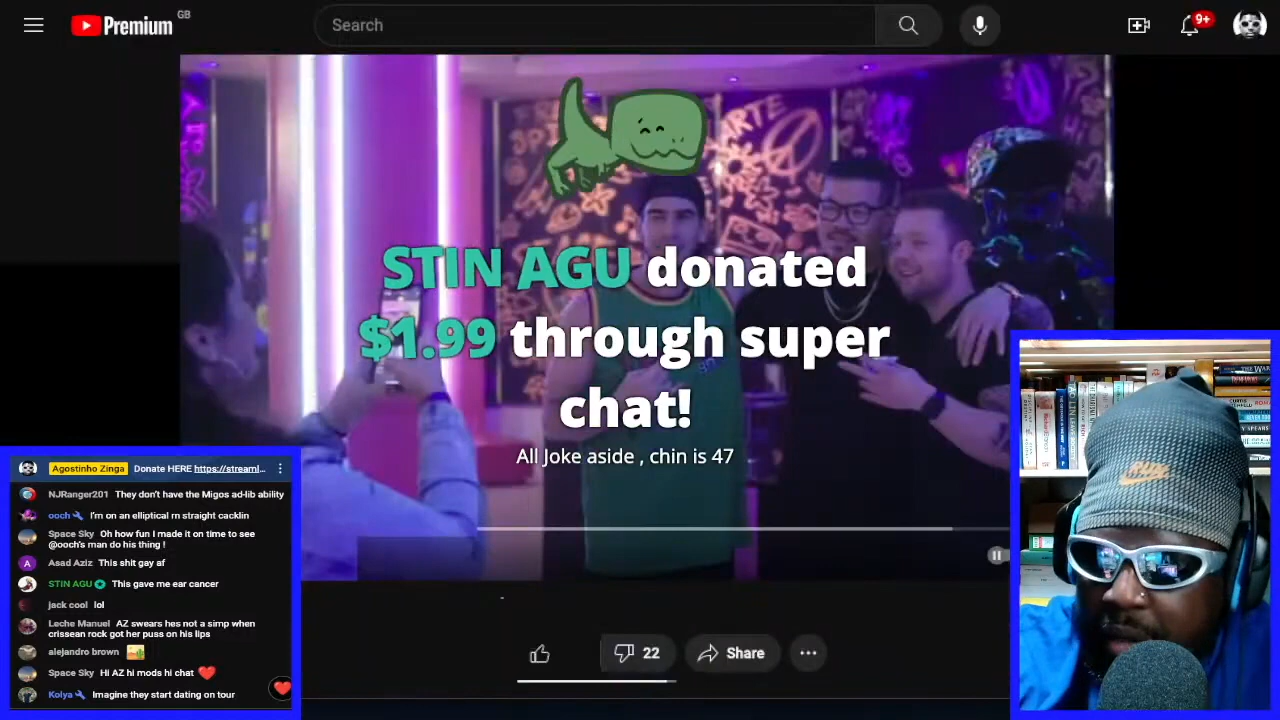 Premium
GB
Search
9+
STIN AGU donated
$1.99 through super
chat!
All Joke aside , chin is 47
22
Share
Agostinho Zinga Donate HERE https://streaml...
NJRanger201 They don't have the Migos ad-lib ability
ooch I'm on an elliptical rn straight cacklin
Space Sky Oh how fun I made it on time to see
@ooch's man do his thing !
Asad Aziz This shit gay af
STIN AGU This gave me ear cancer
jack cool lol
Leche Manuel AZ swears hes not a simp when
crissean rock got her puss on his lips
alejandro brown
Space Sky Hi AZ hi mods hi chat
Kolya Imagine they start dating on tour